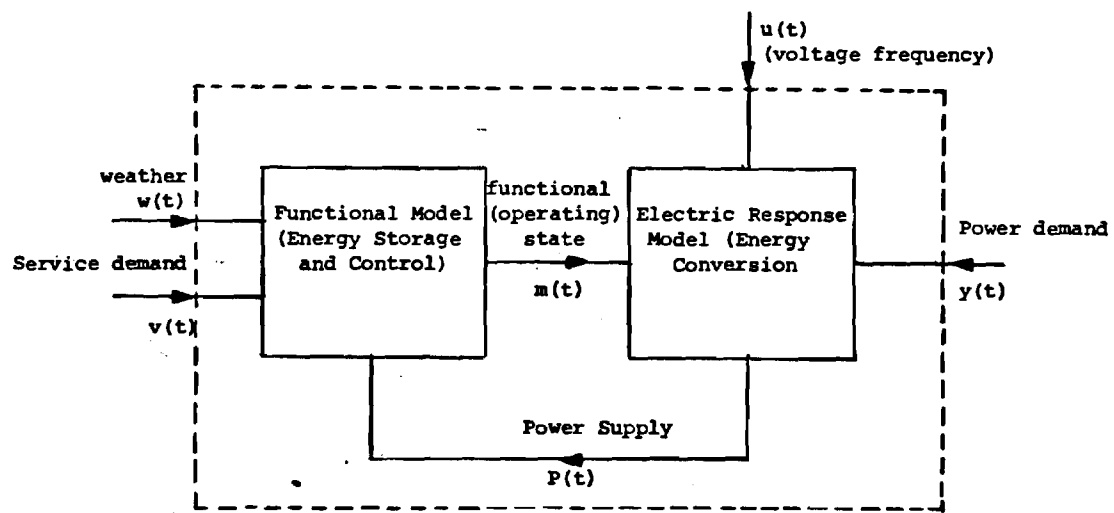 u(t)
(voltage frequency)
weather
w(t)
Service demand
v(t)
Functional Model
(Energy Storage
and Control)
functional
(operating)
state
m(t)
Electric Response
Model (Energy
Conversion
Power demand
y(t)
Power Supply
P(t)